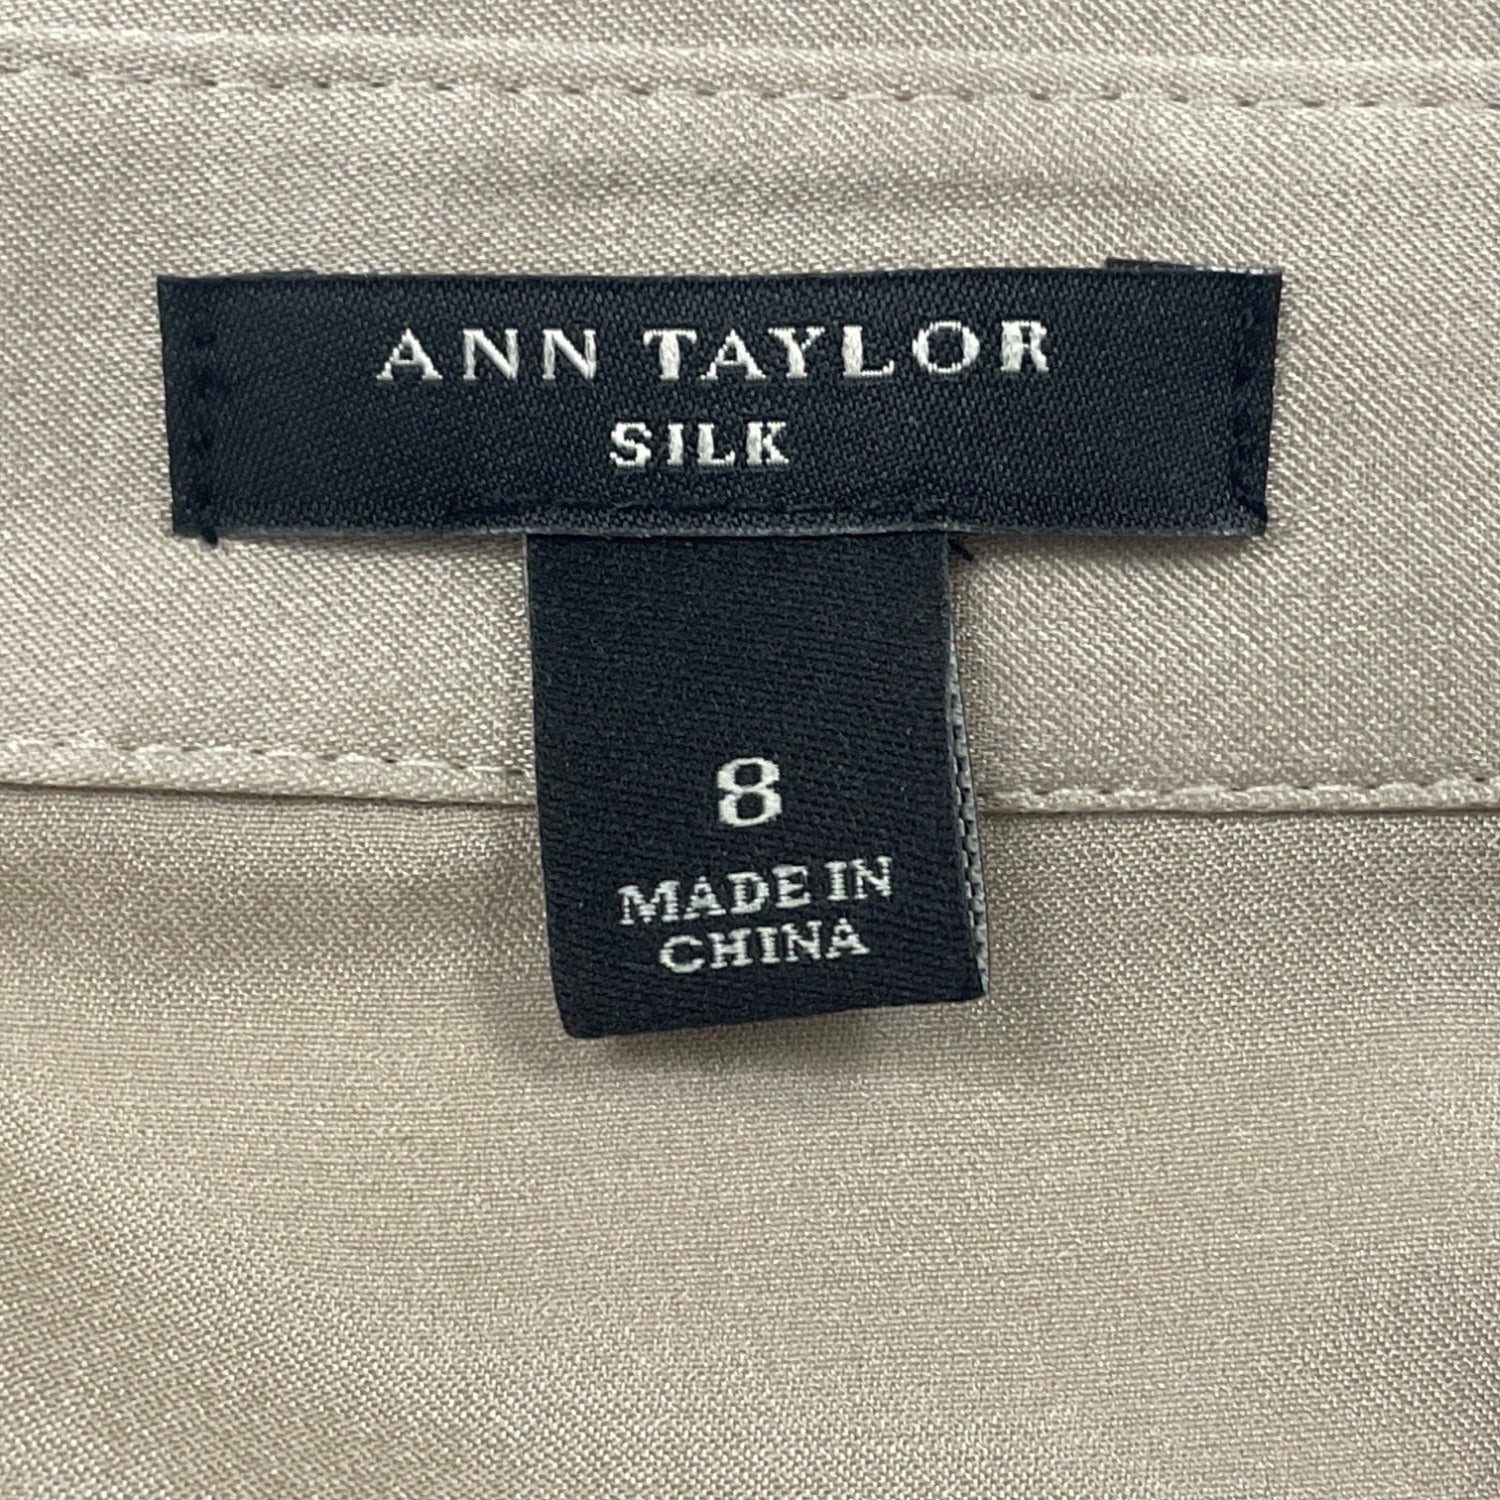 ANN TAYLOR
SILK
8
MADE IN
CHINA